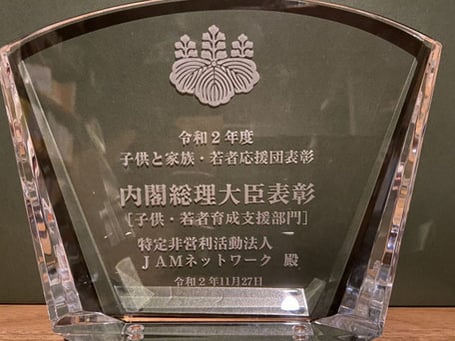 令和2年度
子供と家族・若者応援団表彰
内閣総理大臣表彰
[子供・若者育成支援部門]
特定非営利活動法人
JAMネットワーク 殿
令和2年11月27日